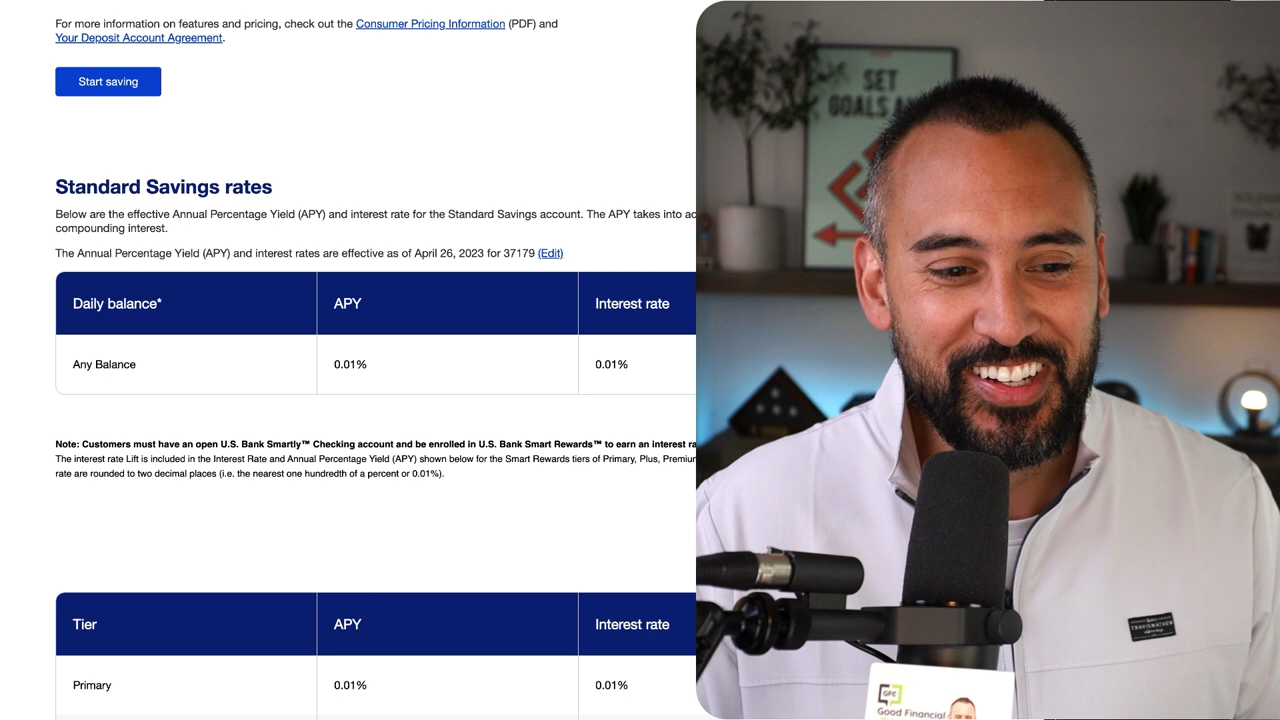 For more information on features and pricing, check out the Consumer Pricing Information (PDF) and
Your Deposit Account Agreement.
Start saving
Standard Savings rates
Below are the effective Annual Percentage Yield (APY) and interest rate for the Standard Savings account. The APY takes into
compounding interest.
The Annual Percentage Yield (APY) and interest rates are effective as of April 26, 2023 for 37179 (Edit)
Daily balance* APY Interest rate
Any Balance 0.01% 0.01%
Note: Customers must have an open U.S. Bank Smartly™ Checking account and be enrolled in U.S. Bank Smart Rewards™ to earn an interest
The interest rate Lift is included in the Interest Rate and Annual Percentage Yield (APY) shown below for the Smart Rewards tiers of Primary, Plus,
rate are rounded to two decimal places (i.e. the nearest one hundredth of a percent or 0.01%).
Tier APY Interest rate
Primary 0.01% 0.01%
SET
GOALS
TRAVISMATHEW
GFC
Good Financial